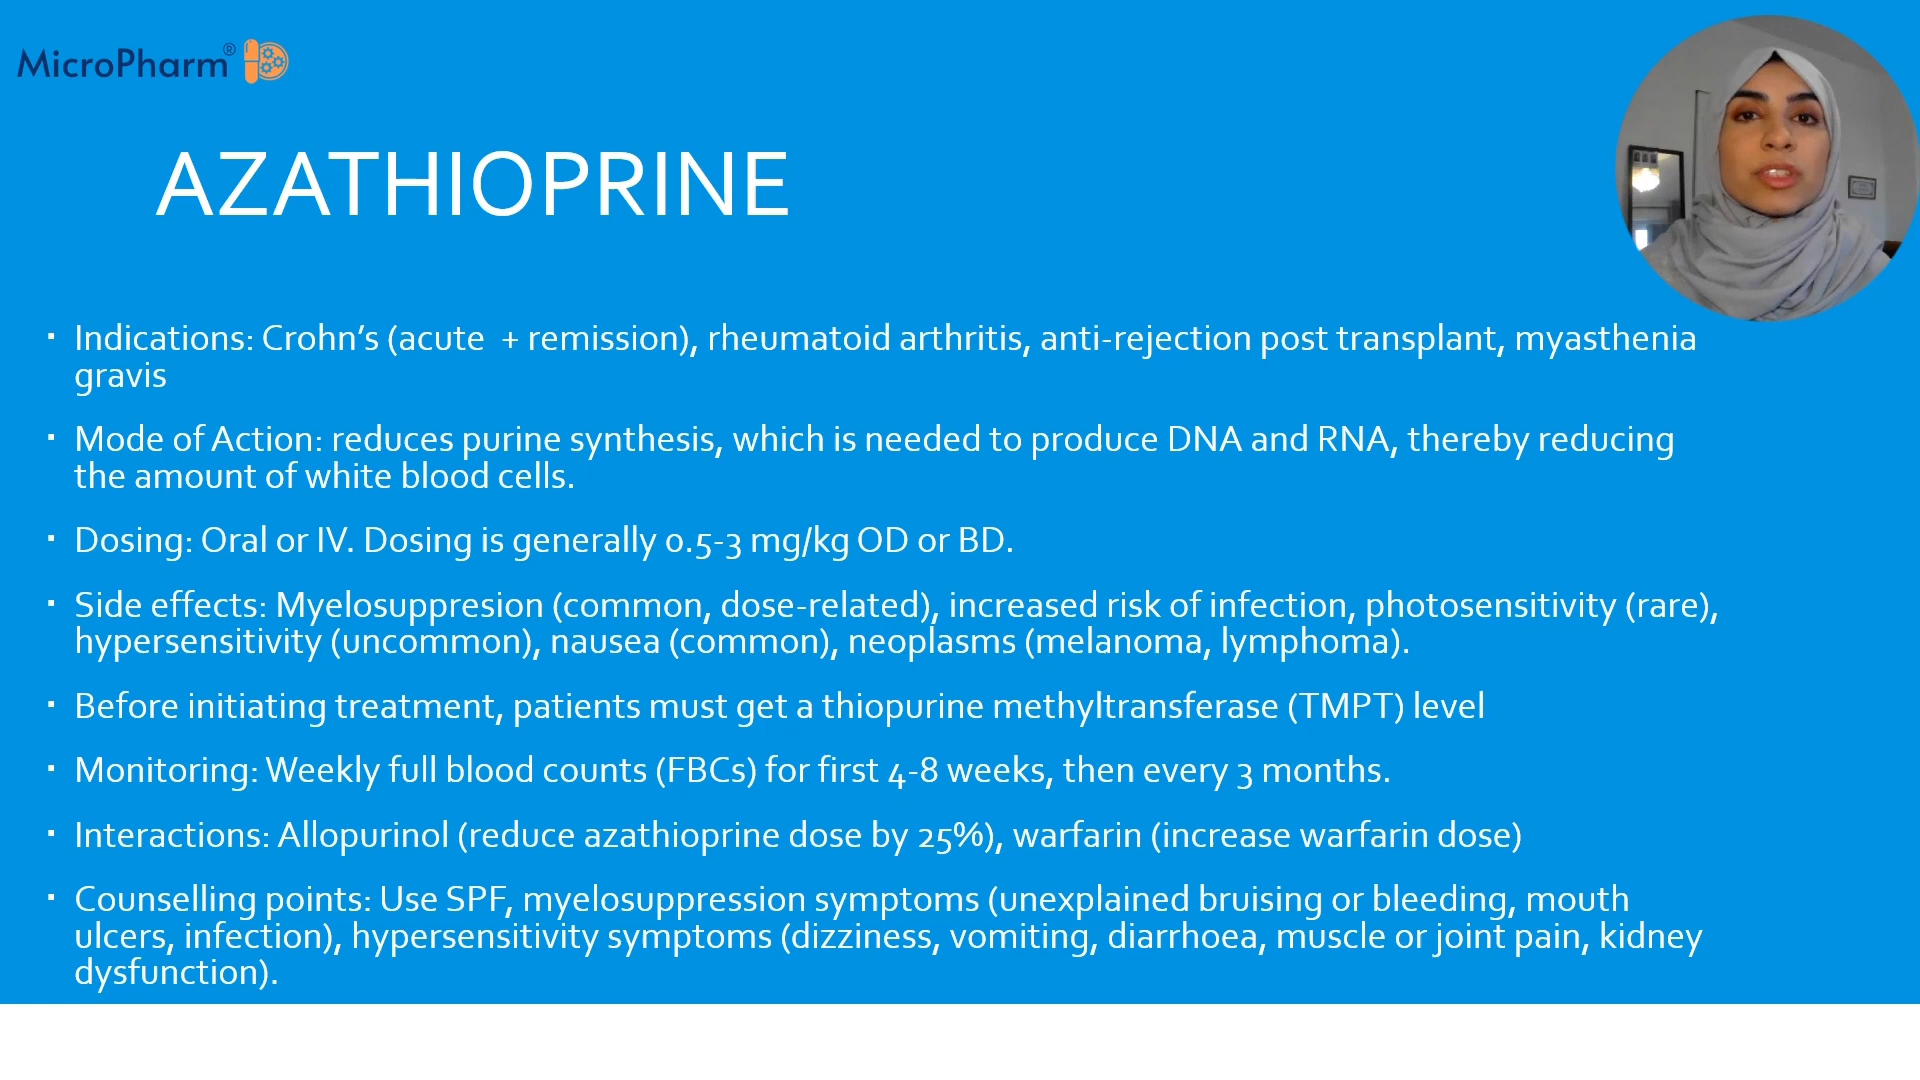 MicroPharm®
AZATHIOPRINE
▪ Indications: Crohn's (acute + remission), rheumatoid arthritis, anti-rejection post transplant, myasthenia
gravis
▪ Mode of Action: reduces purine synthesis, which is needed to produce DNA and RNA, thereby reducing
the amount of white blood cells.
▪ Dosing: Oral or IV. Dosing is generally 0.5-3 mg/kg OD or BD.
▪ Side effects: Myelosuppresion (common, dose-related), increased risk of infection, photosensitivity (rare),
hypersensitivity (uncommon), nausea (common), neoplasms (melanoma, lymphoma).
▪ Before initiating treatment, patients must get a thiopurine methyltransferase (TMPT) level
▪ Monitoring: Weekly full blood counts (FBCs) for first 4-8 weeks, then every 3 months.
▪ Interactions: Allopurinol (reduce azathioprine dose by 25%), warfarin (increase warfarin dose)
▪ Counselling points: Use SPF, myelosuppression symptoms (unexplained bruising or bleeding, mouth
ulcers, infection), hypersensitivity symptoms (dizziness, vomiting, diarrhoea, muscle or joint pain, kidney
dysfunction).